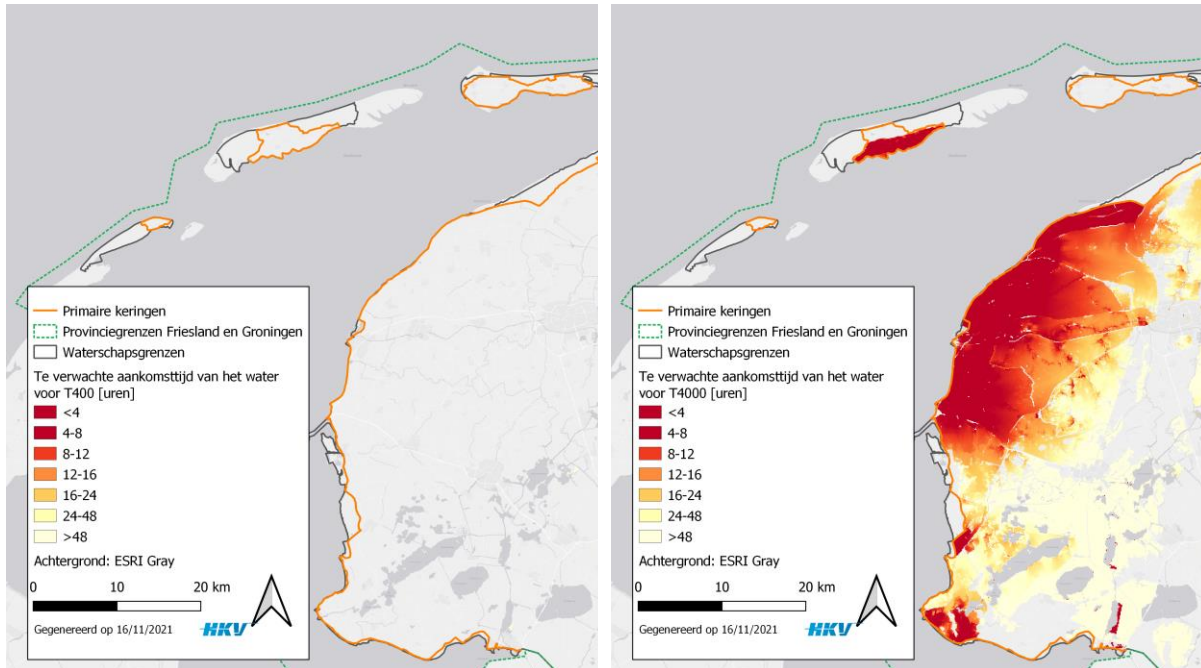 Primaire keringen
Provinciegrenzen Friesland en Groningen
Waterschapsgrenzen
Te verwachte aankomsttijd van het water
voor T400 [uren]
<4
4-8
8-12
12-16
16-24
24-48
>48
Achtergrond: ESRI Gray
0 10 20 km
Gegenereerd op 16/11/2021 HKV
Primaire keringen
Provinciegrenzen Friesland en Groningen
Waterschapsgrenzen
Te verwachte aankomsttijd van het water
voor T4000 [uren]
<4
4-8
8-12
12-16
16-24
24-48
>48
Achtergrond: ESRI Gray
0 10 20 km
Gegenereerd op 16/11/2021 HKV